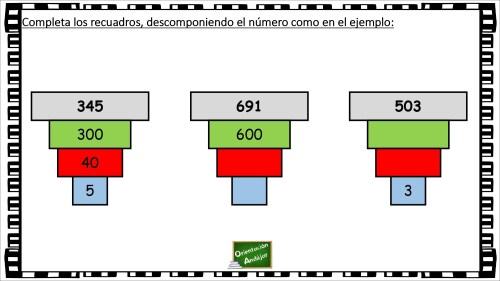 Completa los recuadros, descomponiendo el número como en el ejemplo:
345 691 503
300 600
40
5 3
Orientación
Andújar